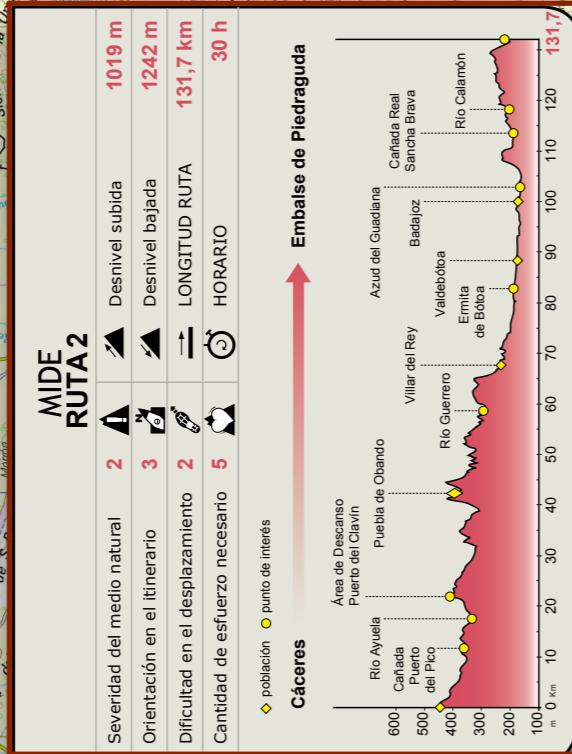 MIDE
RUTA 2
Severidad del medio natural 2
Orientación en el itinerario 3
Dificultad en el desplazamiento 2
Cantidad de esfuerzo necesario 5
Desnivel subida 1019 m
Desnivel bajada 1242 m
LONGITUD RUTA 131,7 km
HORARIO 30 h
población punto de interés
Cáceres Embalse de Piedraguda
Cañada
Puerto
del Pico
Río Ayuela
Área de Descanso
Puerto del Clavín
Puebla de Obando
Río Guerrero
Villar del Rey
Ermita
de Bótoa
Valdebótoa
Badajoz
Azud del Guadiana
Cañada Real
Sancha Brava
Río Calamón
600
500
400
300
200
100
m
0 Km 10 20 30 40 50 60 70 80 90 100 110 120 131,7